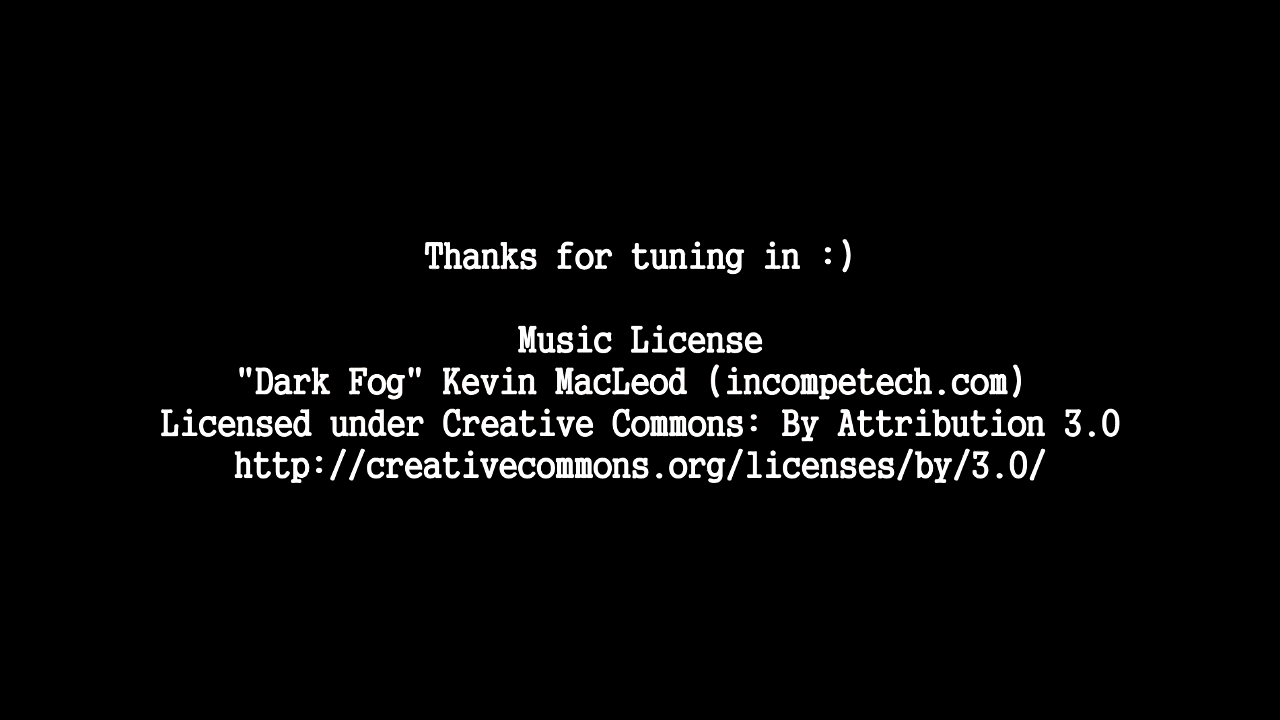 Thanks for tuning in :)
Music License
"Dark Fog" Kevin MacLeod (incompetech.com)
Licensed under Creative Commons: By Attribution 3.0
http://creativecommons.org/licenses/by/3.0/